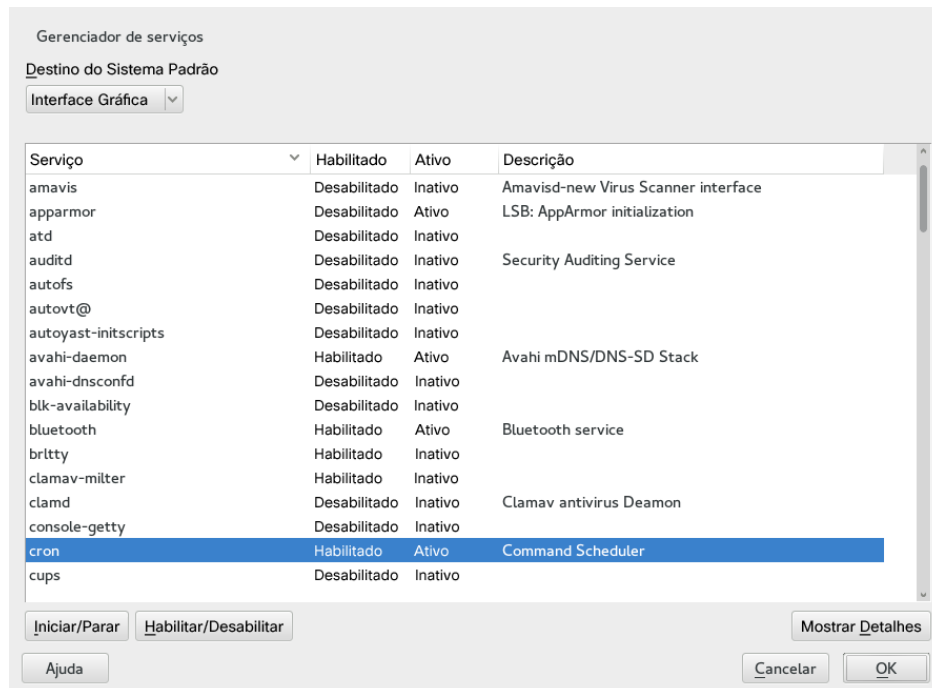 Gerenciador de serviços
Destino do Sistema Padrão
Interface Gráfica
Serviço Habilitado Ativo Descrição
amavis Desabilitado Inativo Amavisd-new Virus Scanner interface
apparmor Desabilitado Ativo LSB: AppArmor initialization
atd Desabilitado Inativo
auditd Desabilitado Inativo Security Auditing Service
autofs Desabilitado Inativo
autovt@ Desabilitado Inativo
autoyast-initscripts Desabilitado Inativo
avahi-daemon Habilitado Ativo Avahi mDNS/DNS-SD Stack
avahi-dnsconfd Desabilitado Inativo
blk-availability Desabilitado Inativo
bluetooth Habilitado Ativo Bluetooth service
brltty Habilitado Inativo
clamav-milter Habilitado Inativo
clamd Desabilitado Inativo Clamav antivirus Deamon
console-getty Desabilitado Inativo
cron Habilitado Ativo Command Scheduler
cups Desabilitado Inativo
Iniciar/Parar Habilitar/Desabilitar Mostrar Detalhes
Ajuda Cancelar OK